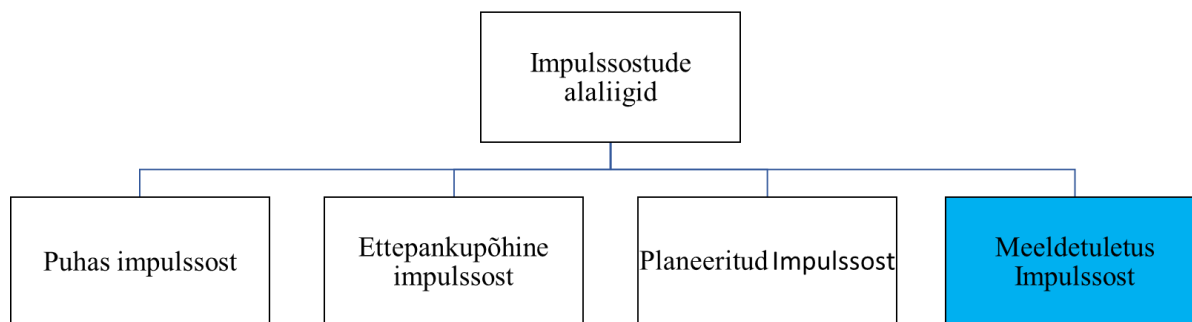 Impulssostude
alaliigid
Puhas impulssost
Ettepankupõhine
impulssost
Planeeritud Impulssost
Meeldetuletus
Impulssost